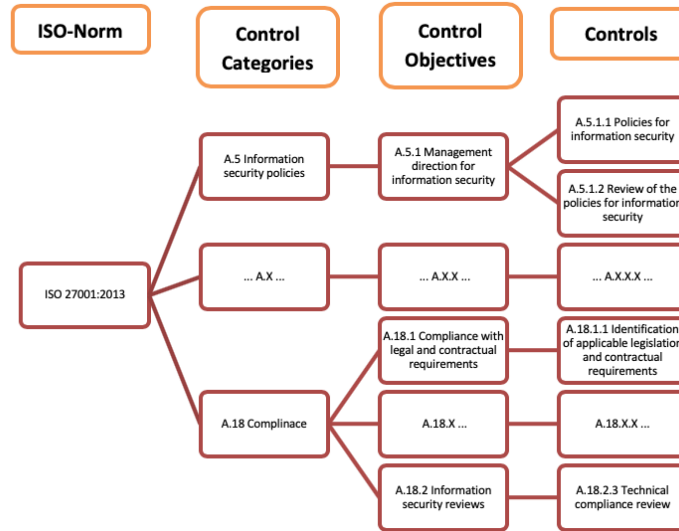 ISO-Norm
Control
Categories
Control
Objectives
Controls
A.5.1.1 Policies for
information security
A.5 Information
security policies
A.5.1 Management
direction for
information security
A.5.1.2 Review of the
policies for information
security
ISO 27001:2013
... A.X ...
... A.X.X ...
... A.X.X.X ...
A.18.1 Compliance with
legal and contractual
requirements
A.18.1.1 Identification
of applicable legislation
and contractual
requirements
A.18 Complinace
A.18.X ...
A.18.X.X ...
A.18.2 Information
security reviews
A.18.2.3 Technical
compliance review